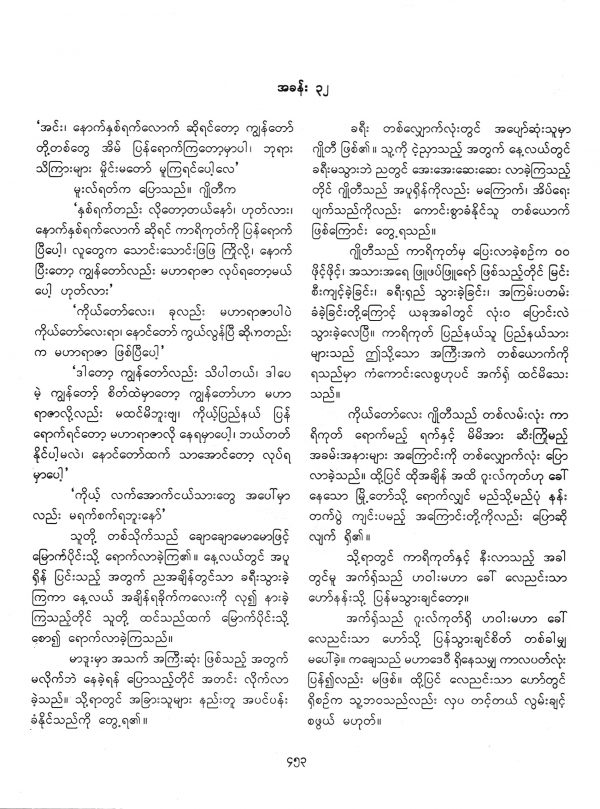 အခန်း ၃၂
‘အင်း၊ နောက်နှစ်ရက်လောက် ဆိုရင်တော့ ကျွန်တော်
တို့တစ်တွေ အိမ် ပြန်ရောက်ကြတော့မှာပါ၊ ဘုရား
သိကြားများ မှိုင်းမတော် မူကြရင်ပေါ့လေ’
မူးလ်ရတ်က ပြောသည်။ ဂျိုတီက
‘နှစ်ရက်တည်း လိုတော့တယ်နော်၊ ဟုတ်လား၊
နောက်နှစ်ရက်လောက် ဆိုရင် ကာရိကုတ်ကို ပြန်ရောက်
ပြီပေါ့၊ လူတွေက သောင်းသောင်းဖြဖြ ကြိုလို့၊ နောက်
ပြီးတော့ ကျွန်တော်လည်း မဟာရာဇာ လုပ်ရတော့မယ်
ပေါ့ ဟုတ်လား’
‘ကိုယ်တော်လေး၊ ခုလည်း မဟာရာဇာပါပဲ
ကိုယ်တော်လေးရာ၊ နောင်တော် ကွယ်လွန်ပြီ ဆိုကတည်း
က မဟာရာဇာ ဖြစ်ပြီပေါ့’
‘ဒါတော့ ကျွန်တော်လည်း သိပါတယ်၊ ဒါပေ
မဲ့ ကျွန်တော့် စိတ်ထဲမှာတော့ ကျွန်တော်ဟာ မဟာ
ရာဇာလို့လည်း မထင်မိဘူးဗျ၊ ကိုယ့်ပြည်နယ် ပြန်
ရောက်ရင်တော့ မဟာရာဇာလို နေရမှာပေါ့၊ ဘယ်တတ်
နိုင်ပါ့မလဲ၊ နောင်တော်ထက် သာအောင်တော့ လုပ်ရ
မှာပေါ့’
‘ကိုယ့် လက်အောက်ငယ်သားတွေ အပေါ်မှာ
လည်း မရက်စက်ရဘူးနော်’
သူတို့ တစ်သိုက်သည် ချောချောမောမောဖြင့်
မြောက်ပိုင်းသို့ ရောက်လာခဲ့ကြ၏။ နေ့လယ်တွင် အပူ
ရှိန် ပြင်းသည့် အတွက် ညအချိန်တွင်သာ ခရီးသွားခဲ့
ကြကာ နေ့လယ် အချိန်ရခိုက်ကလေးကို လု၍ နားခဲ့
ကြသည့်တိုင် သူတို့ ထင်သည်ထက် မြောက်ပိုင်းသို့
စော၍ ရောက်လာခဲ့ကြသည်။
မာဒူးမှာ အသက် အကြီးဆုံး ဖြစ်သည့် အတွက်
မလိုက်ဘဲ နေခဲ့ရန် ပြောသည့်တိုင် အတင်း လိုက်လာ
ခဲ့သည်။ သို့ရာတွင် အခြားသူများ နည်းတူ အပင်ပန်း
ခံနိုင်သည်ကို တွေ့ရ၏။
ခရီး တစ်လျှောက်လုံးတွင် အပျော်ဆုံးသူမှာ
ဂျိုတီ ဖြစ်၏။ သူ့ကို ငဲ့ညှာသည့် အတွက် နေ့လယ်တွင်
ခရီးမသွားဘဲ ညတွင် အေးအေးဆေးဆေး လာခဲ့ကြသည့်
တိုင် ဂျိုတီသည် အပူရှိန်ကိုလည်း မကြောက်၊ အိပ်ရေး
ပျက်သည်ကိုလည်း ကောင်းစွာခံနိုင်သူ တစ်ယောက်
ဖြစ်ကြောင်း တွေ့ရသည်။
ဂျိုတီသည် ကာရိကုတ်မှ ပြေးလာခဲ့စဉ်က ဝဝ
ဖိုင့်ဖိုင့်၊ အသားအရေ ဖြူဖပ်ဖြူရော် ဖြစ်သည့်တိုင် မြင်း
စီးကျင့်ခဲ့ခြင်း၊ ခရီးရှည် သွားခဲ့ခြင်း၊ အကြမ်းပတမ်း
ခံခဲ့ခြင်းတို့ကြောင့် ယခုအခါတွင် လုံးဝ ပြောင်းလဲ
သွားခဲ့လေပြီ။ ကာရိကုတ် ပြည်နယ်သူ ပြည်နယ်သား
များသည် ဤသို့သော အကြီးအကဲ တစ်ယောက်ကို
ရသည်မှာ ကံကောင်းလေစွဟုပင် အက်ရှ် ထင်မိသေး
သည်။
ကိုယ်တော်လေး ဂျိုတီသည် တစ်လမ်းလုံး ကာ
ရိကုတ် ရောက်မည့် ရက်နှင့် မိမိအား ဆီးကြိုမည့်
အခမ်းအနားများ အကြောင်းကို တစ်လျှောက်လုံး ပြော
လာခဲ့သည်။ ထို့ပြင် ထိုအချိန် အထိ ဂူးလ်ကုတ်ဟု ခေါ်
နေသော မြို့တော်သို့ ရောက်လျှင် မည်သို့မည်ပုံ နန်း
တက်ပွဲ ကျင်းပမည့် အကြောင်းတို့ကိုလည်း ပြောဆို
လျက် ရှိ၏။
သို့ရာတွင် ကာရိကုတ်နှင့် နီးလာသည့် အခါ
တွင်မူ အက်ရှ်သည် ဟဝါးမဟာ ခေါ် လေညင်းသာ
ဟော်နန်းသို့ ပြန်မသွားချင်တော့။
အက်ရှ်သည် ဂူးလ်ကုတ်ရှိ ဟဝါးမဟာ ခေါ်
လေညင်းသာ ဟော်သို့ ပြန်သွားချင်စိတ် တစ်ခါမျှ
မပေါ်ခဲ့။ ကချေသည် မဟာဒေဝီ ရှိနေသမျှ ကာလပတ်လုံး
ပြန်၍လည်း မဖြစ်။ ထို့ပြင် လေညင်းသာ ဟော်တွင်
ရှိစဉ်က သူ့ဘဝသည်လည်း လှပ တင့်တယ် လွမ်းချင့်
စဖွယ် မဟုတ်။
၄၅၃